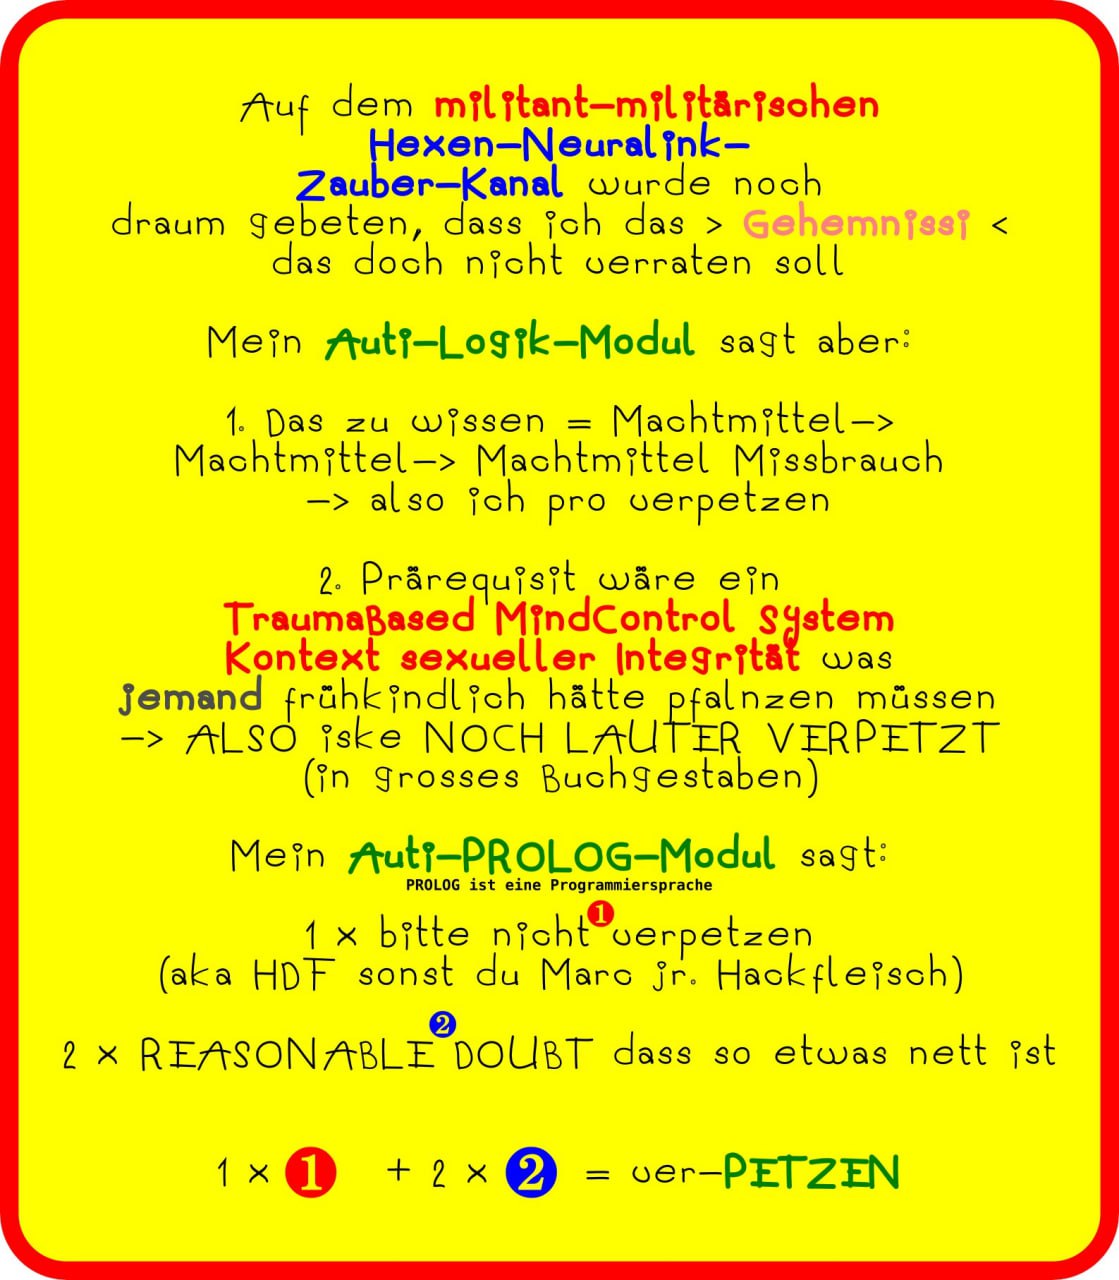 Auf dem militant-militärischen
Hexen-Neuralink-
Zauber-Kanal wurde noch
draum gebeten, dass ich das > Gehemnissi <
das doch nicht verraten soll
Mein Auti-Logik-Modul sagt aber:
1. Das zu wissen = Machtmittel->
Machtmittel-> Machtmittel Missbrauch
-> also ich pro verpetzen
2. Prärequisit wäre ein
TraumaBased MindControl System
Kontext sexueller Integrität was
jemand frühkindlich hätte pfalnzen müssen
-> ALSO iske NOCH LAUTER VERPETZT
(in grosses Buchgestaben)
Mein Auti-PROLOG-Modul sagt:
PROLOG ist eine Programmiersprache
1 x bitte nicht ❶ verpetzen
(aka HDF sonst du Marc jr. Hackfleisch)
2 x REASONABLE ❷ DOUBT dass so etwas nett ist
1 x ❶ + 2 x ❷ = ver-PETZEN